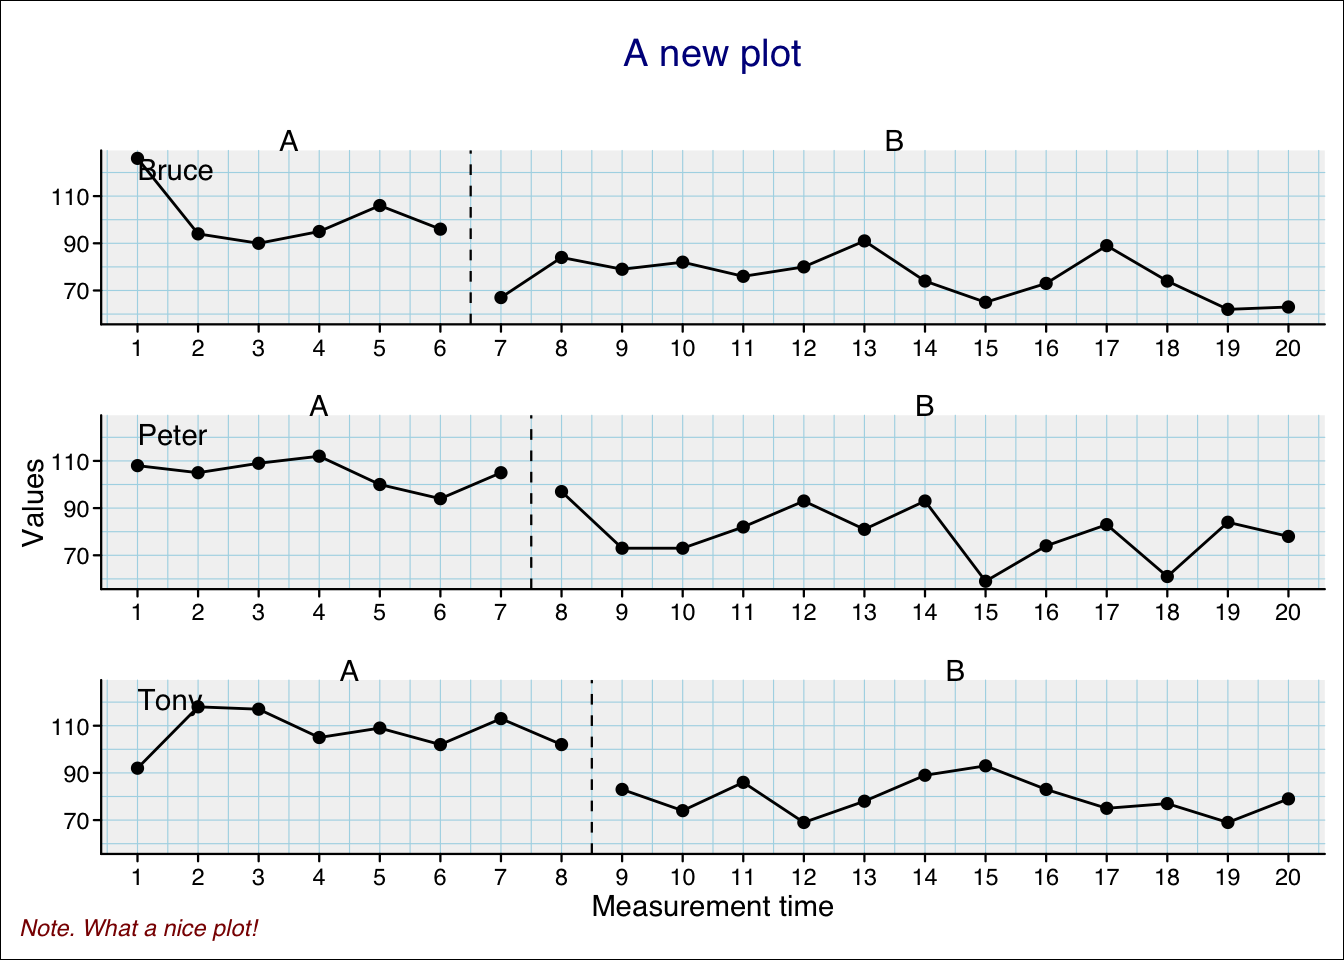 A new plot
A B
Bruce
110
90
70
1 2 3 4 5 6 7 8 9 10 11 12 13 14 15 16 17 18 19 20
A B
Peter
110
90
70
1 2 3 4 5 6 7 8 9 10 11 12 13 14 15 16 17 18 19 20
Values
A B
Tony
110
90
70
1 2 3 4 5 6 7 8 9 10 11 12 13 14 15 16 17 18 19 20
Measurement time
Note. What a nice plot!